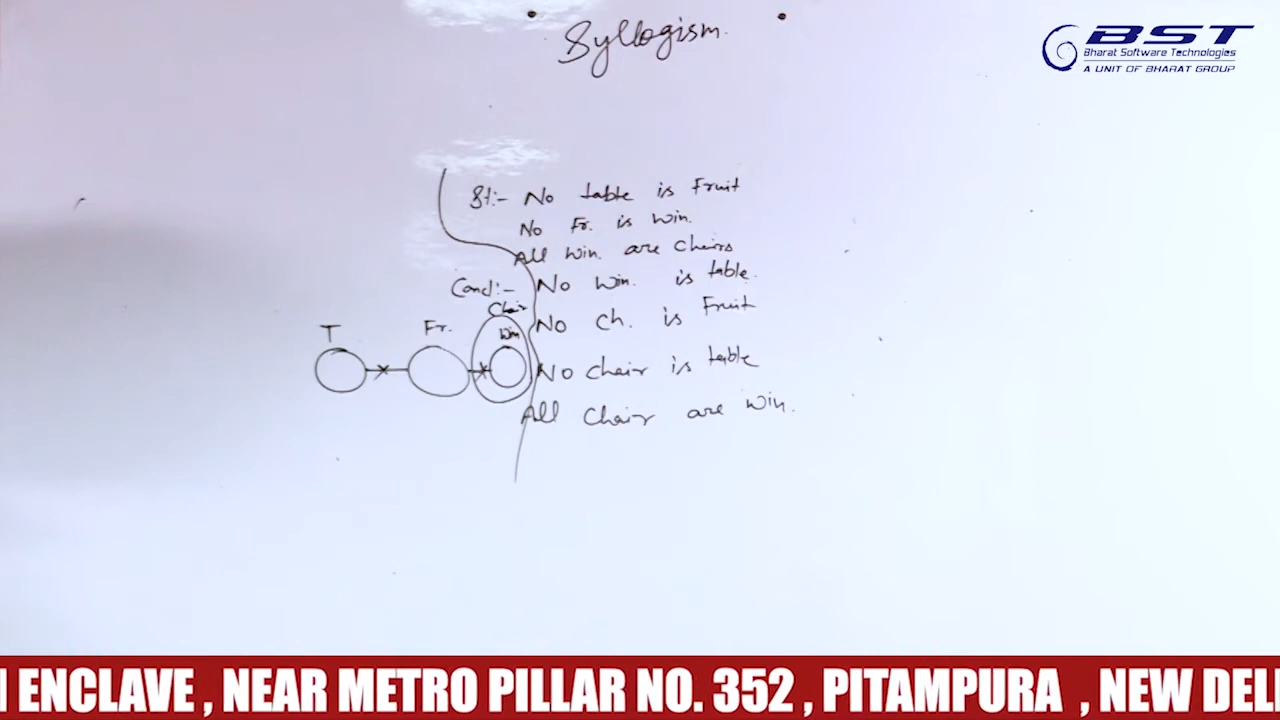 Syllogism.
BST
Bharat Software Technologies
A UNIT OF BHARAT GROUP
St:- No table is Fruit
No Fr. is win.
All win. are chairs
Concl:- No win. is table.
No ch. is Fruit
No chair is table
All chair are win.
Chair
Win
T
Fr.
ENCLAVE , NEAR METRO PILLAR NO. 352 , PITAMPURA , NEW DEL